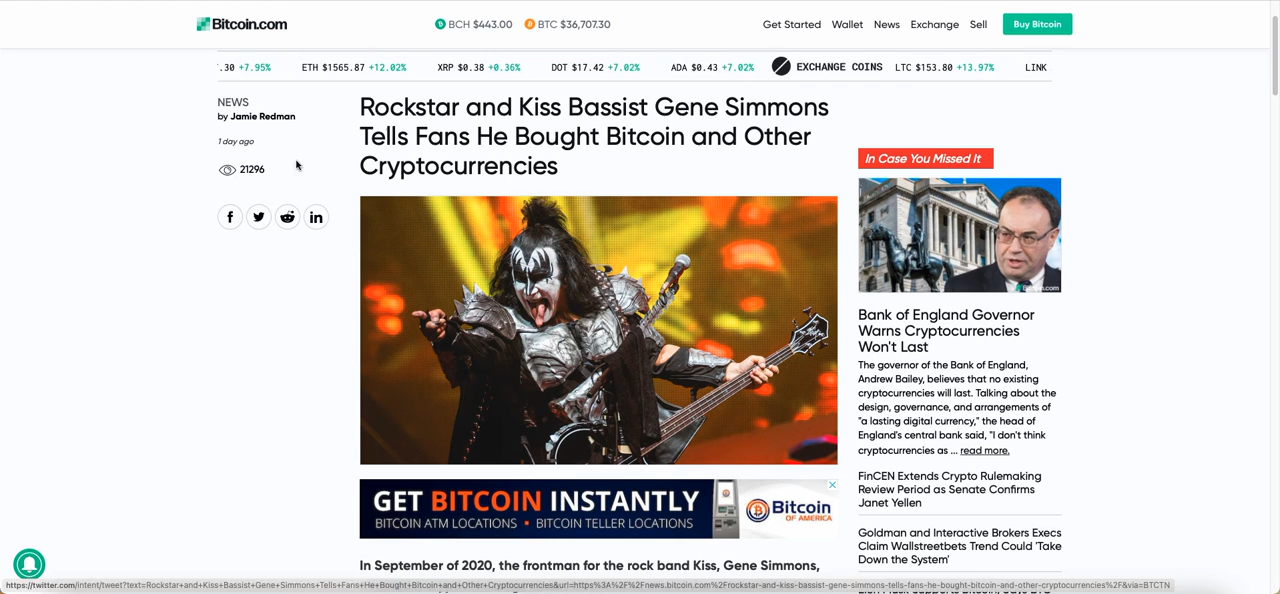 Bitcoin.com
BCH $443.00 BTC $36,707.30
Get Started Wallet News Exchange Sell Buy Bitcoin
.30 +7.95% ETH $1565.87 +12.02% XRP $0.38 +0.36% DOT $17.42 +7.02% ADA $0.43 +7.02% EXCHANGE COINS LTC $153.80 +13.97% LINK
NEWS
by Jamie Redman
1 day ago
21296
Rockstar and Kiss Bassist Gene Simmons
Tells Fans He Bought Bitcoin and Other
Cryptocurrencies
GET BITCOIN INSTANTLY
BITCOIN ATM LOCATIONS • BITCOIN TELLER LOCATIONS
Bitcoin
OF AMERICA
In September of 2020, the frontman for the rock band Kiss, Gene Simmons,
In Case You Missed It
Bitcoin.com
Bank of England Governor
Warns Cryptocurrencies
Won't Last
The governor of the Bank of England,
Andrew Bailey, believes that no existing
cryptocurrencies will last. Talking about the
design, governance, and arrangements of
"a lasting digital currency," the head of
England's central bank said, "I don't think
cryptocurrencies as ... read more.
FinCEN Extends Crypto Rulemaking
Review Period as Senate Confirms
Janet Yellen
Goldman and Interactive Brokers Execs
Claim Wallstreetbets Trend Could 'Take
Down the System'
https://twitter.com/intent/tweet?text=Rockstar+and+Kiss+Bassist+Gene+Simmons+Tells+Fans+He+Bought+Bitcoin+and+Other+Cryptocurrencies&url=https%3A%2F%2Fnews.bitcoin.com%2Frockstar-and-kiss-bassist-gene-simmons-tells-fans-he-bought-bitcoin-and-other-cryptocurrencies%2F&via=BTCTN